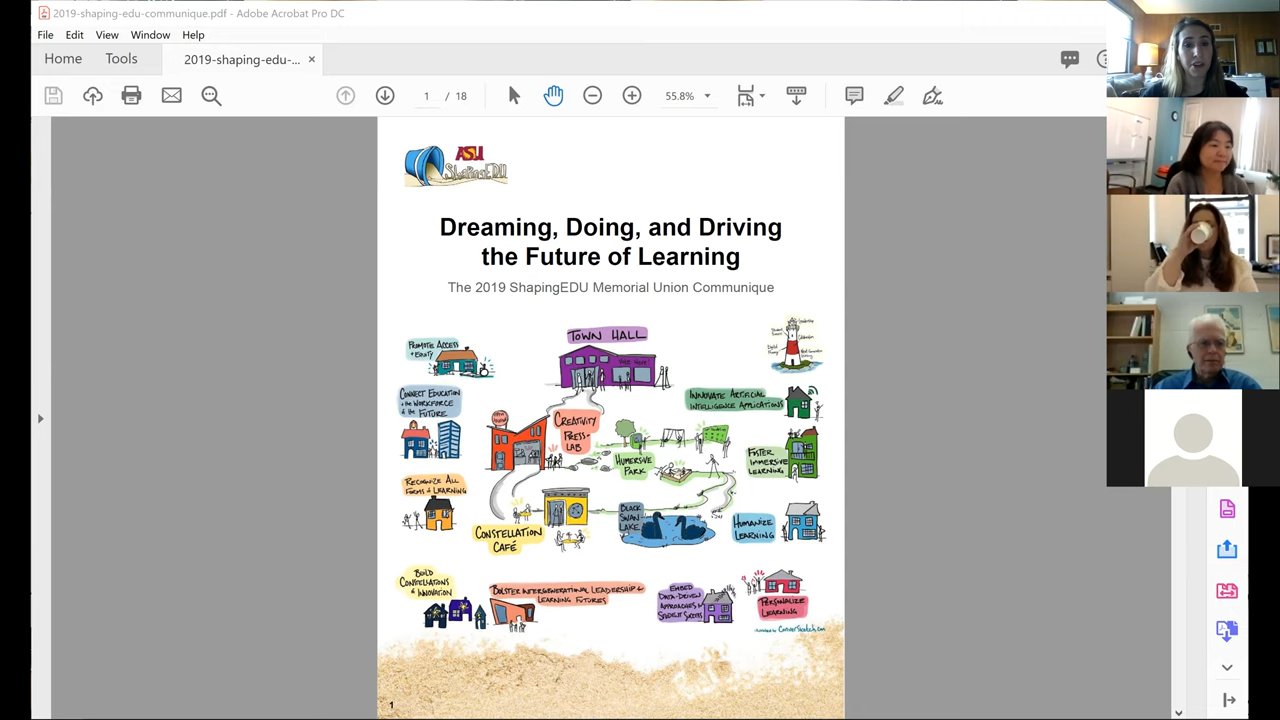 2019-shaping-edu-communique.pdf - Adobe Acrobat Pro DC
File Edit View Window Help
Home Tools 2019-shaping-edu-... ×
1 / 18 55.8%
ASU
ShapingEDU
Dreaming, Doing, and Driving
the Future of Learning
The 2019 ShapingEDU Memorial Union Communique
PROMOTE ACCESS
+ EQUITY
TOWN HALL
CONNECT EDUCATION
+ the WORKFORCE
of the FUTURE
INNOVATE ARTIFICIAL
INTELLIGENCE APPLICATIONS
CREATIVITY
PRESS-
LAB
HUMERSIVE
PARK
FOSTER
IMMERSIVE
LEARNING
RECOGNIZE ALL
FORMS of LEARNING
CONSTELLATION
CAFÉ
BLACK
SWAN
LAKE
HUMANIZE
LEARNING
BUILD
CONSTELLATIONS
of INNOVATION
BOLSTER INTERGENERATIONAL LEADERSHIP +
LEARNING FUTURES
EMBED
DATA-DRIVEN
APPROACHES to
STUDENT SUCCESS
PERSONALIZE
LEARNING
ConverSketch.com
1